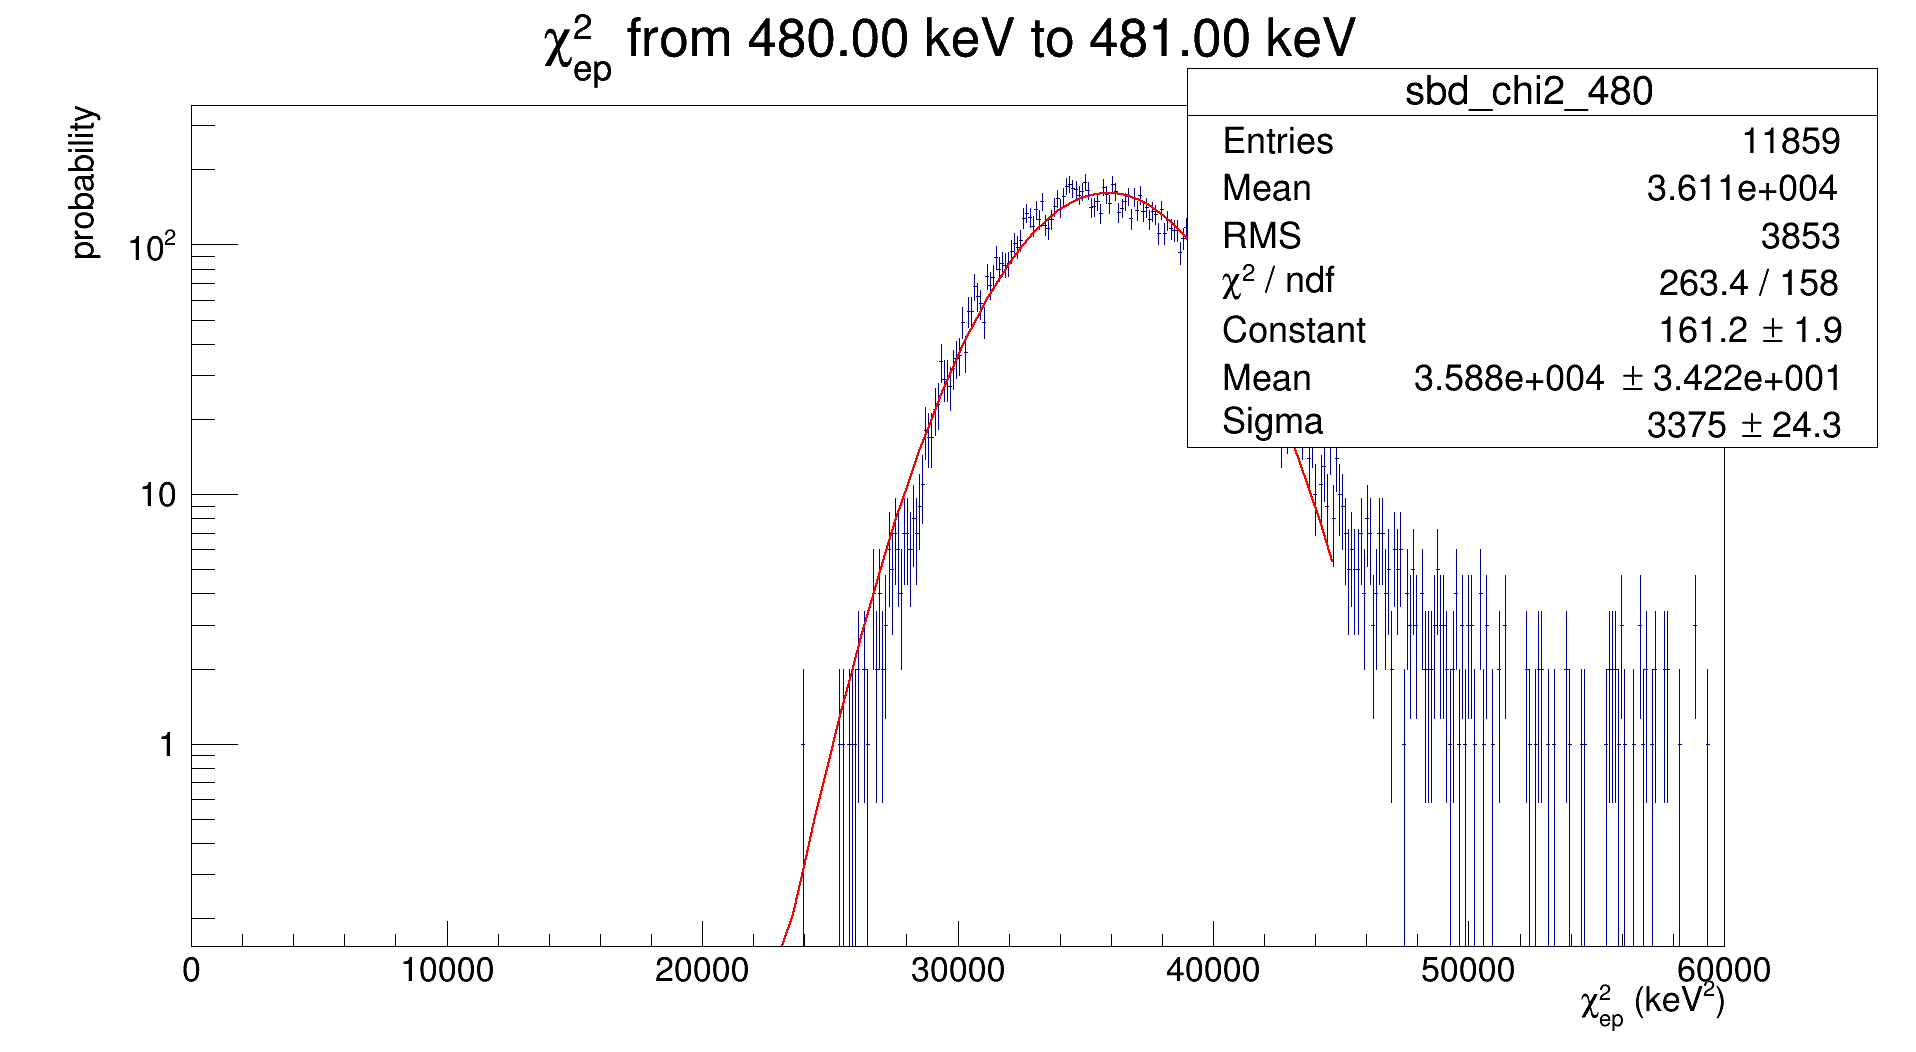 χ²ep from 480.00 keV to 481.00 keV
sbd_chi2_480
Entries 11859
Mean 3.611e+004
RMS 3853
χ² / ndf 263.4 / 158
Constant 161.2 ± 1.9
Mean 3.588e+004 ± 3.422e+001
Sigma 3375 ± 24.3
probability
10²
10
1
0 10000 20000 30000 40000 50000 60000
χ²ep (keV²)